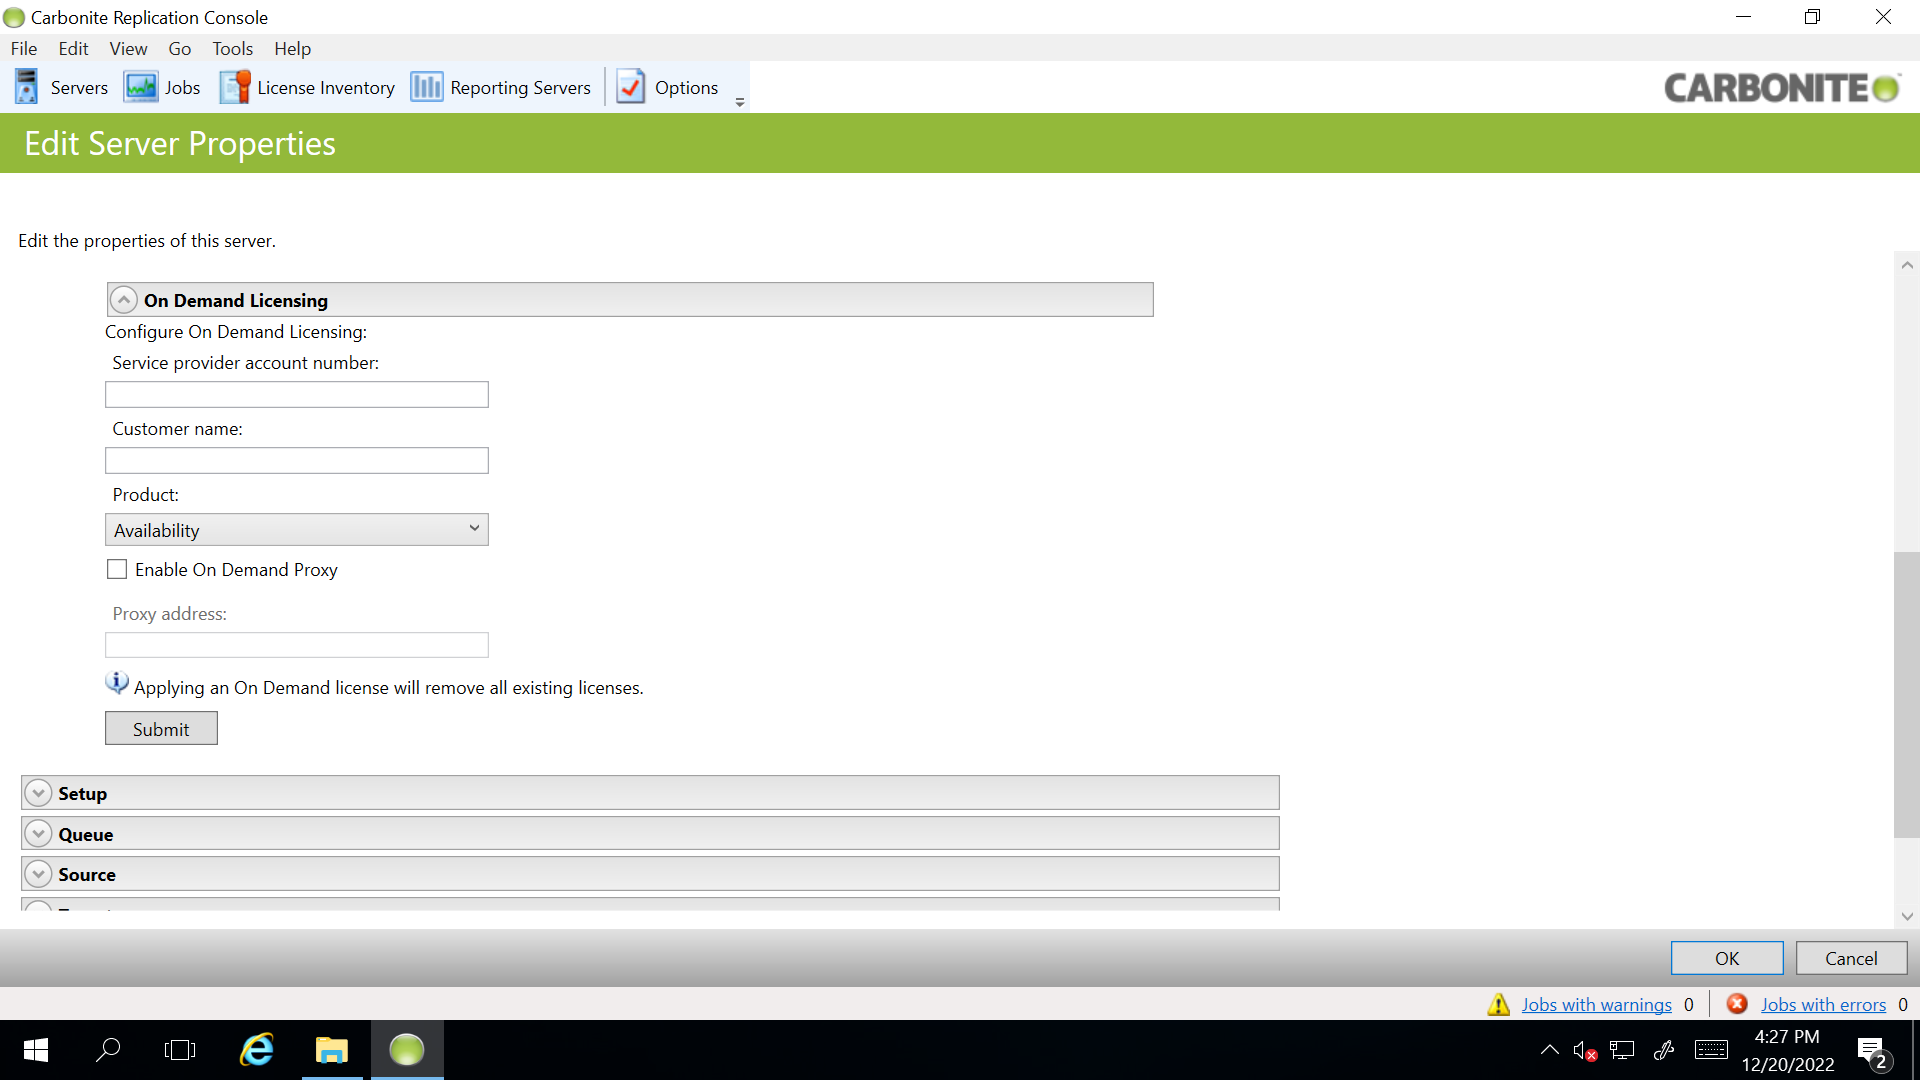 Carbonite Replication Console
File Edit View Go Tools Help
Servers Jobs License Inventory Reporting Servers Options
CARBONITE
Edit Server Properties
Edit the properties of this server.
On Demand Licensing
Configure On Demand Licensing:
Service provider account number:
Customer name:
Product:
Availability
Enable On Demand Proxy
Proxy address:
Applying an On Demand license will remove all existing licenses.
Submit
Setup
Queue
Source
OK Cancel
Jobs with warnings 0 Jobs with errors 0
4:27 PM
12/20/2022
2